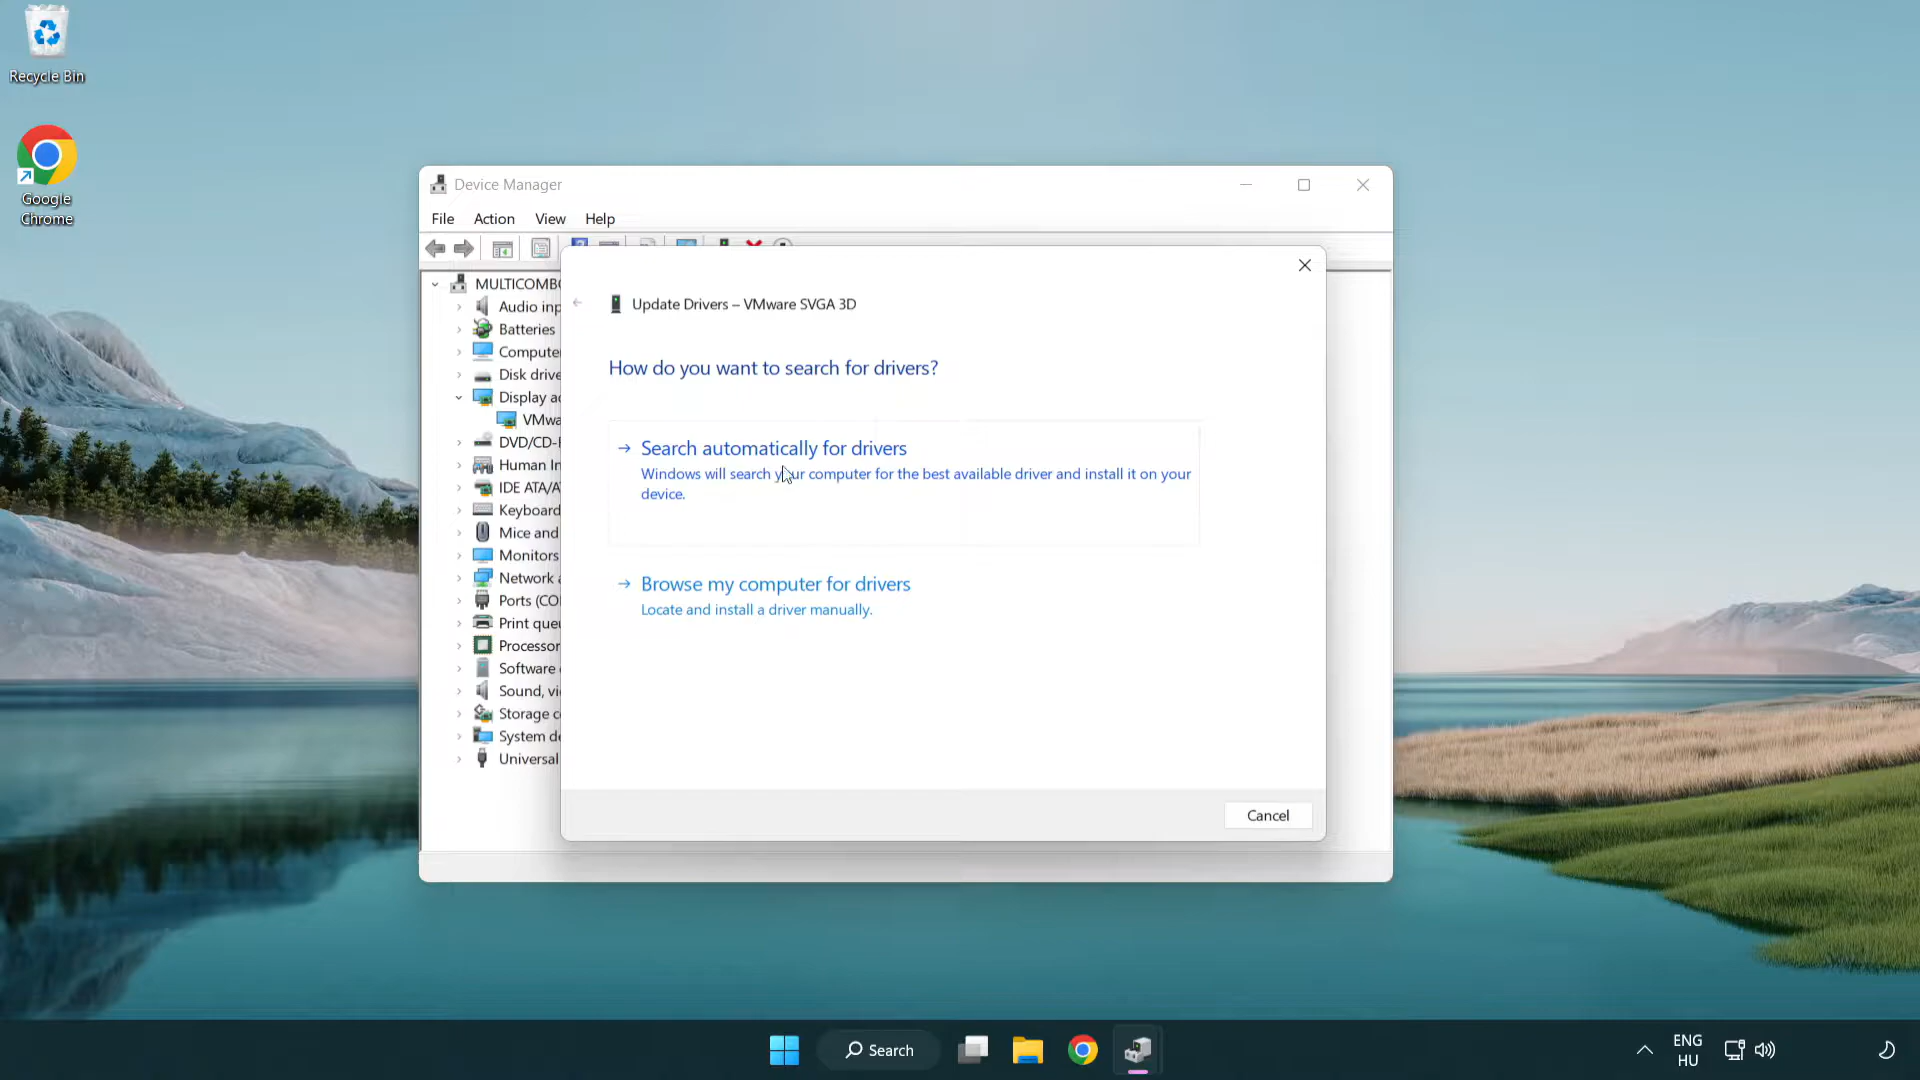 Recycle Bin
Google
Chrome
Device Manager
File Action View Help
MULTICOMBO
Audio inp
Batteries
Compute
Disk drive
Display a
VMwa
DVD/CD-
Human In
IDE ATA/A
Keyboard
Mice and
Monitors
Network a
Ports (CO
Print que
Processor
Software
Sound, vi
Storage c
System de
Universal
Update Drivers – VMware SVGA 3D
How do you want to search for drivers?
Search automatically for drivers
Windows will search your computer for the best available driver and install it on your
device.
Browse my computer for drivers
Locate and install a driver manually.
Cancel
Search
ENG
HU